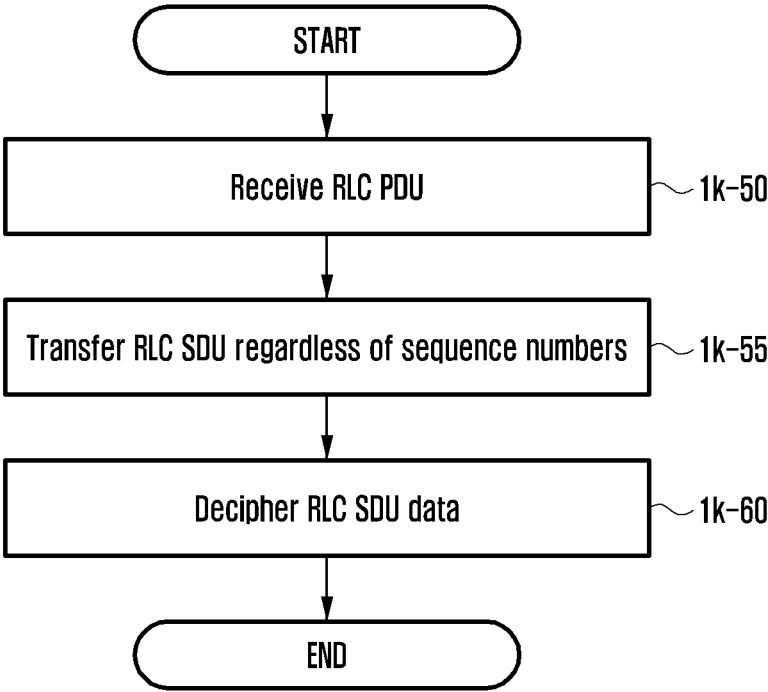 START
Receive RLC PDU
1k-50
Transfer RLC SDU regardless of sequence numbers
1k-55
Decipher RLC SDU data
1k-60
END